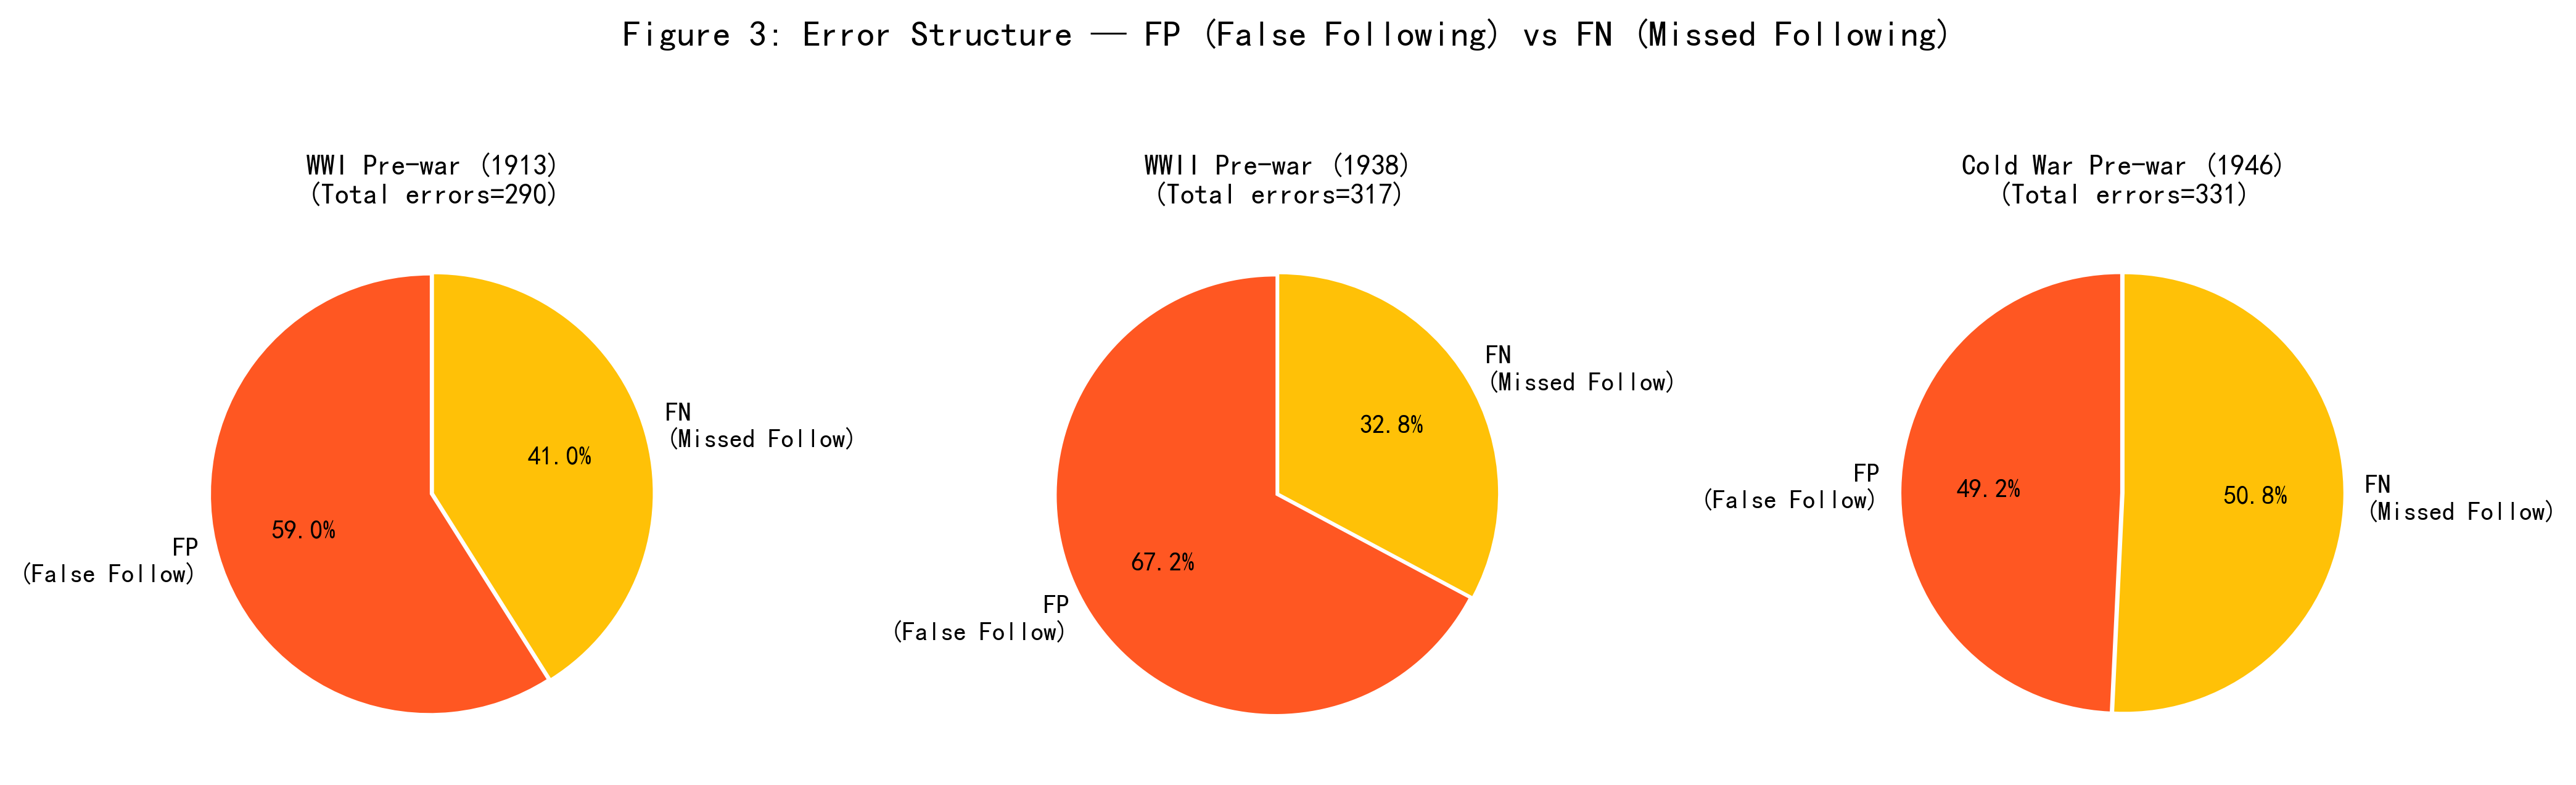 Figure 3: Error Structure — FP (False Following) vs FN (Missed Following)
WWI Pre-war (1913)
(Total errors=290)
FN
(Missed Follow)
41.0%
59.0%
FP
(False Follow)
WWII Pre-war (1938)
(Total errors=317)
FN
(Missed Follow)
32.8%
67.2%
FP
(False Follow)
Cold War Pre-war (1946)
(Total errors=331)
FP
(False Follow)
49.2%
50.8%
FN
(Missed Follow)